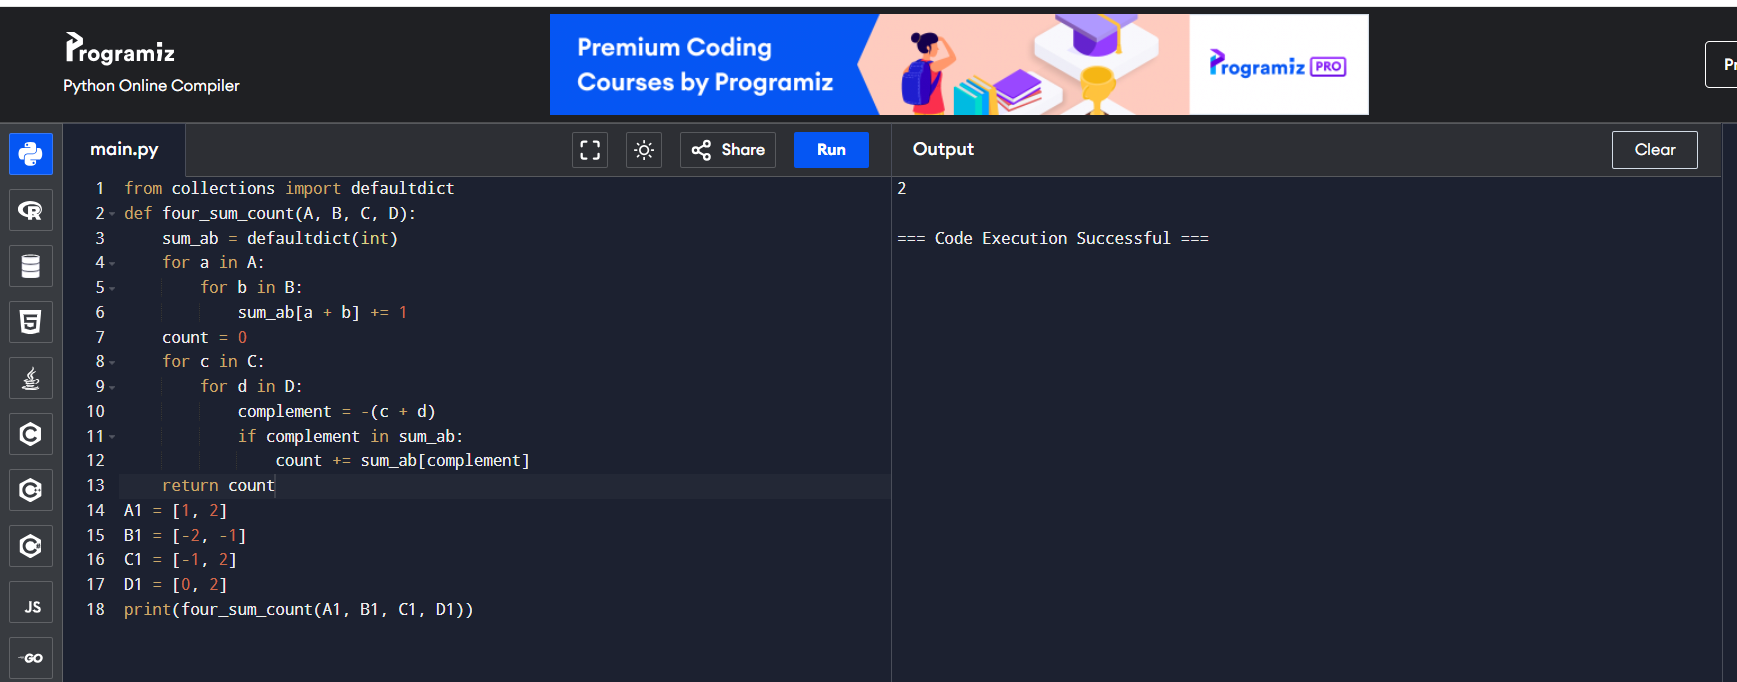 Programiz
Python Online Compiler
Premium Coding
Courses by Programiz
Programiz PRO
main.py
Share
Run
Output
Clear
1 from collections import defaultdict
2 def four_sum_count(A, B, C, D):
3     sum_ab = defaultdict(int)
4     for a in A:
5         for b in B:
6             sum_ab[a + b] += 1
7     count = 0
8     for c in C:
9         for d in D:
10             complement = -(c + d)
11             if complement in sum_ab:
12                 count += sum_ab[complement]
13     return count
14 A1 = [1, 2]
15 B1 = [-2, -1]
16 C1 = [-1, 2]
17 D1 = [0, 2]
18 print(four_sum_count(A1, B1, C1, D1))
2
=== Code Execution Successful ===
R
5
C
C
C
JS
GO